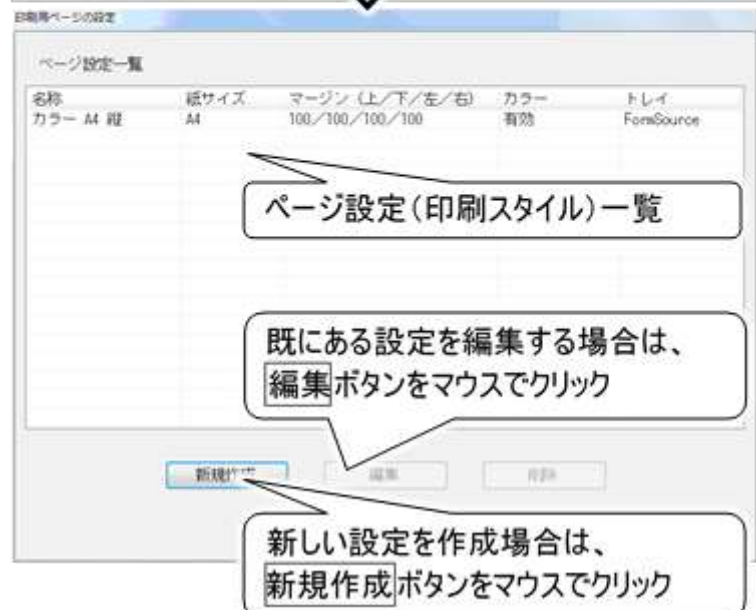 印刷用ページの設定
ページ設定一覧
名称 紙サイズ マージン (上/下/左/右) カラー トレイ
カラー A4 縦 A4 100/100/100/100 有効 FormSource
ページ設定(印刷スタイル)一覧
既にある設定を編集する場合は、
編集ボタンをマウスでクリック
新規作成 編集 削除
新しい設定を作成場合は、
新規作成ボタンをマウスでクリック